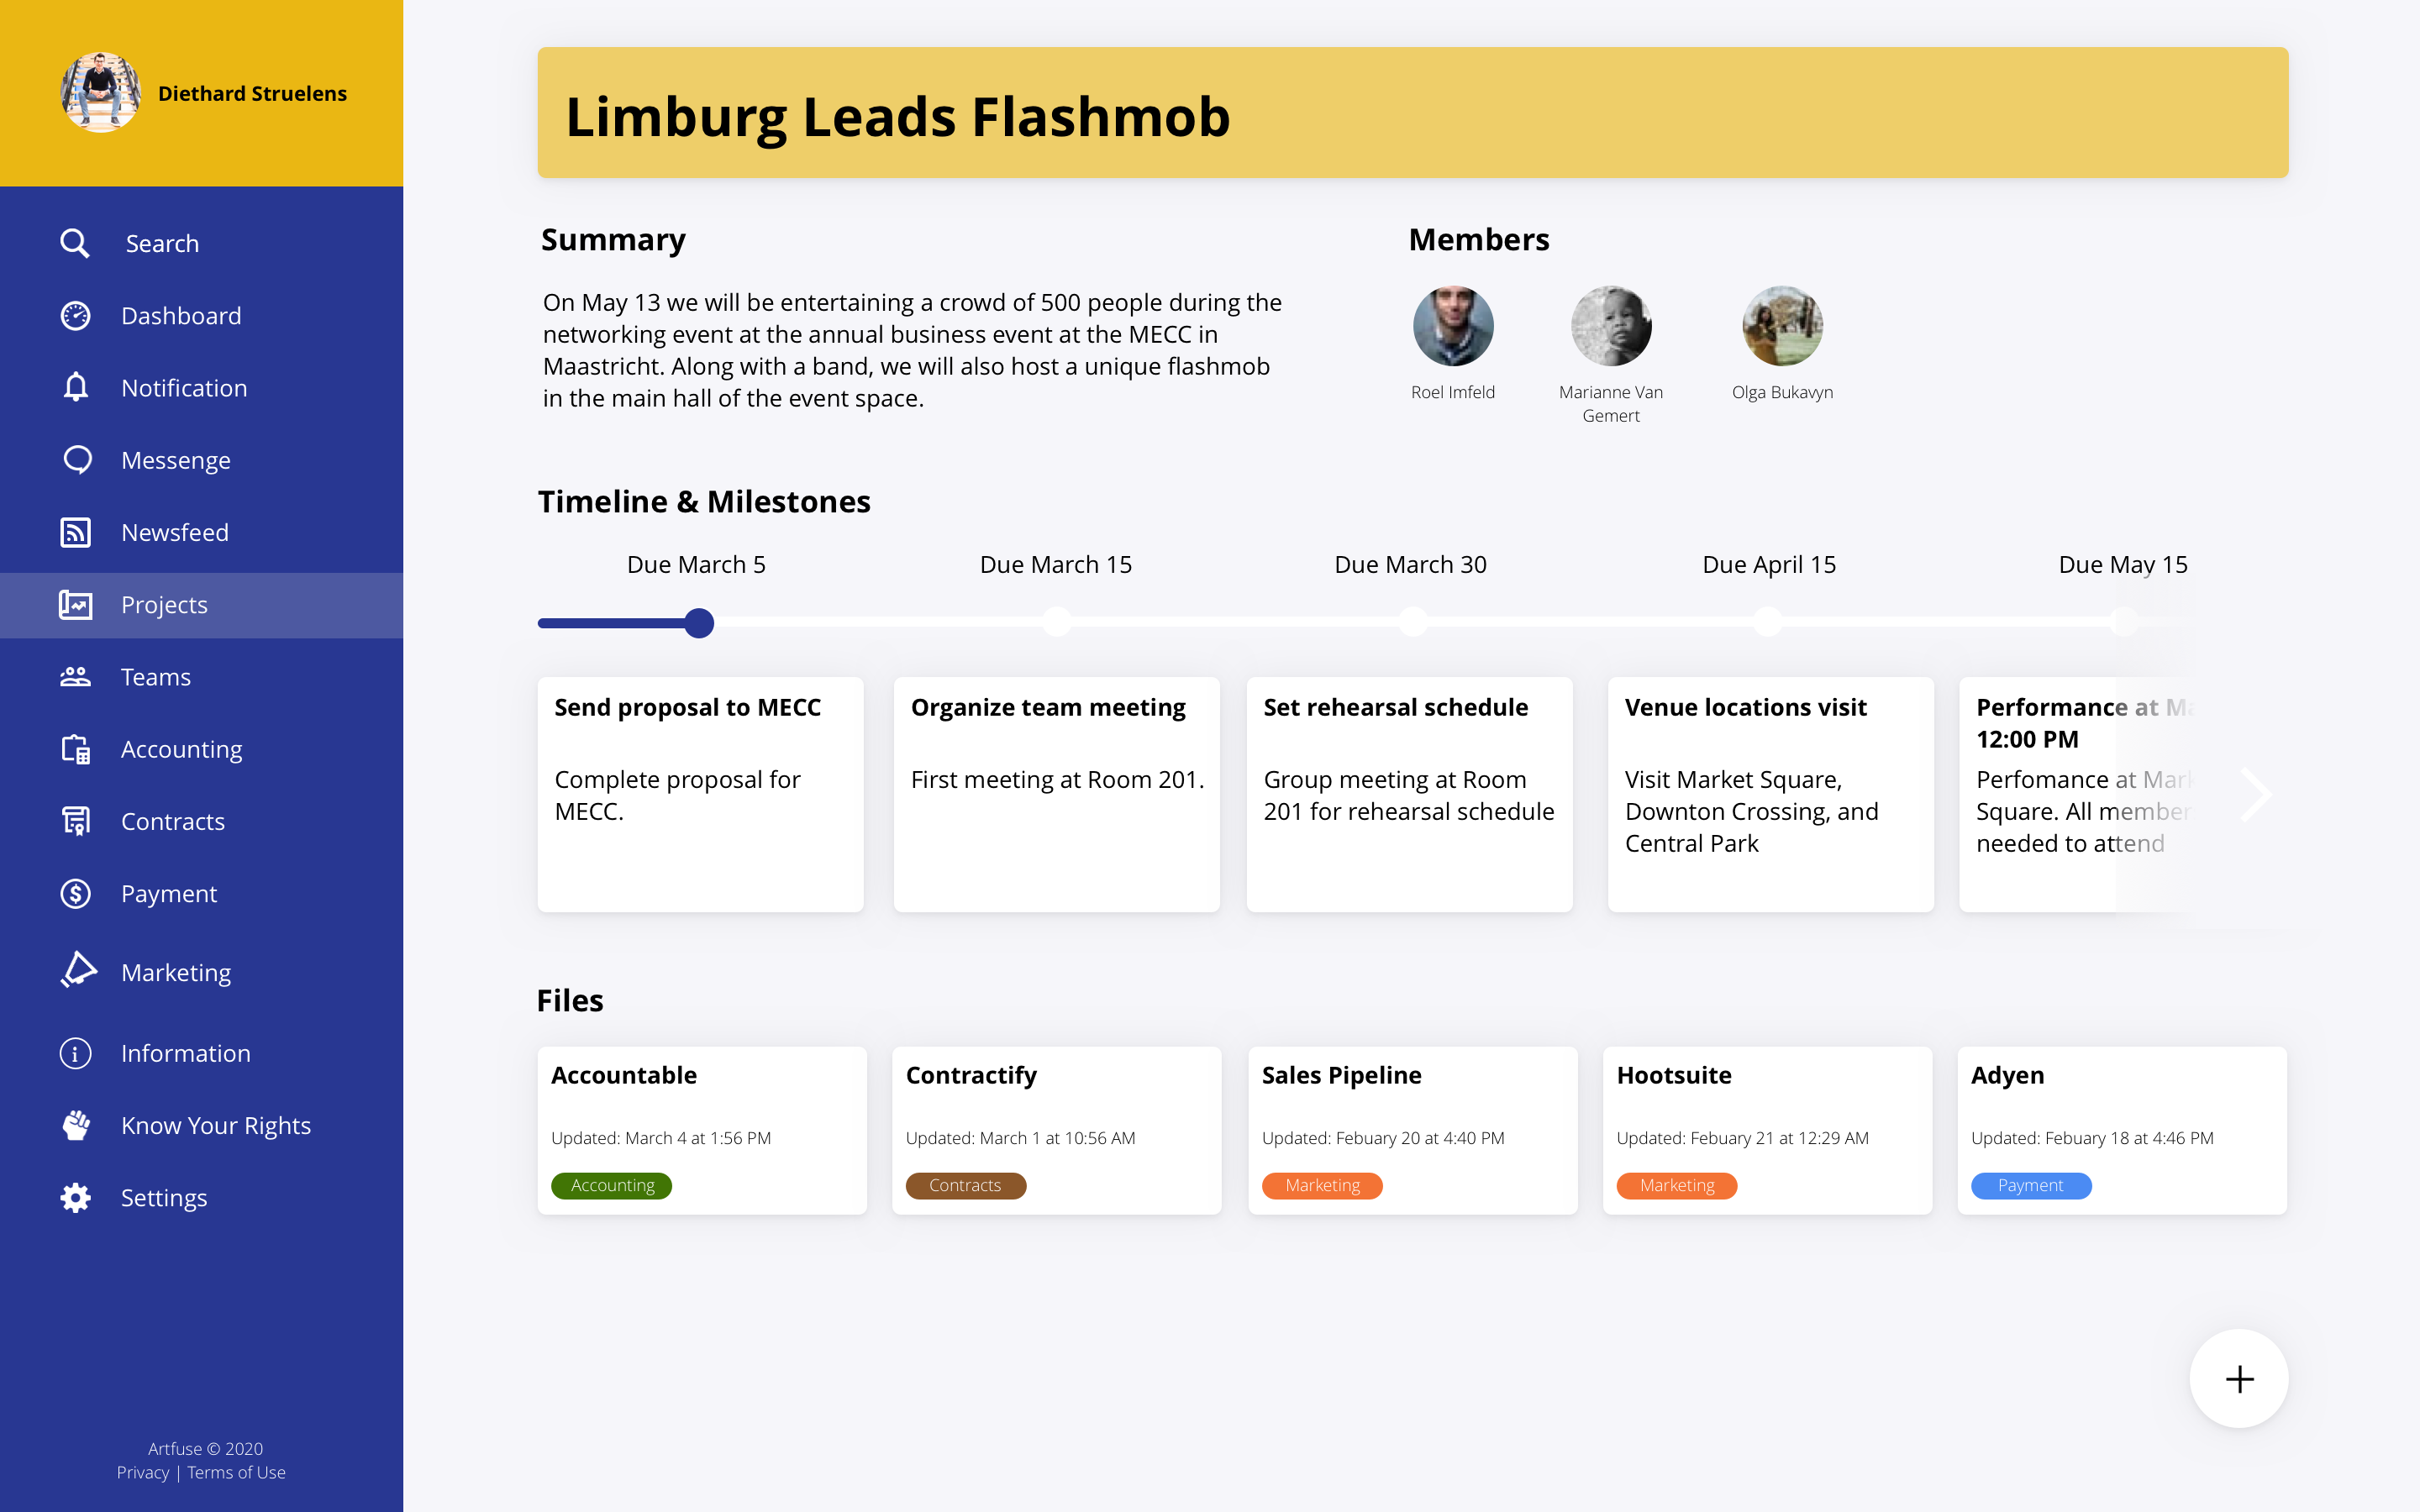 Diethard Struelens
Search
Dashboard
Notification
Messenge
Newsfeed
Projects
Teams
Accounting
Contracts
Payment
Marketing
Information
Know Your Rights
Settings
Artfuse © 2020
Privacy | Terms of Use
Limburg Leads Flashmob
Summary
On May 13 we will be entertaining a crowd of 500 people during the
networking event at the annual business event at the MECC in
Maastricht. Along with a band, we will also host a unique flashmob
in the main hall of the event space.
Members
Roel Imfeld
Marianne Van
Gemert
Olga Bukavyn
Timeline & Milestones
Due March 5
Due March 15
Due March 30
Due April 15
Due May 15
Send proposal to MECC
Complete proposal for
MECC.
Organize team meeting
First meeting at Room 201.
Set rehearsal schedule
Group meeting at Room
201 for rehearsal schedule
Venue locations visit
Visit Market Square,
Downton Crossing, and
Central Park
Performance at
12:00 PM
Perfomance at Mark
Square. All member
needed to attend
Files
Accountable
Updated: March 4 at 1:56 PM
Accounting
Contractify
Updated: March 1 at 10:56 AM
Contracts
Sales Pipeline
Updated: Febuary 20 at 4:40 PM
Marketing
Hootsuite
Updated: Febuary 21 at 12:29 AM
Marketing
Adyen
Updated: Febuary 18 at 4:46 PM
Payment